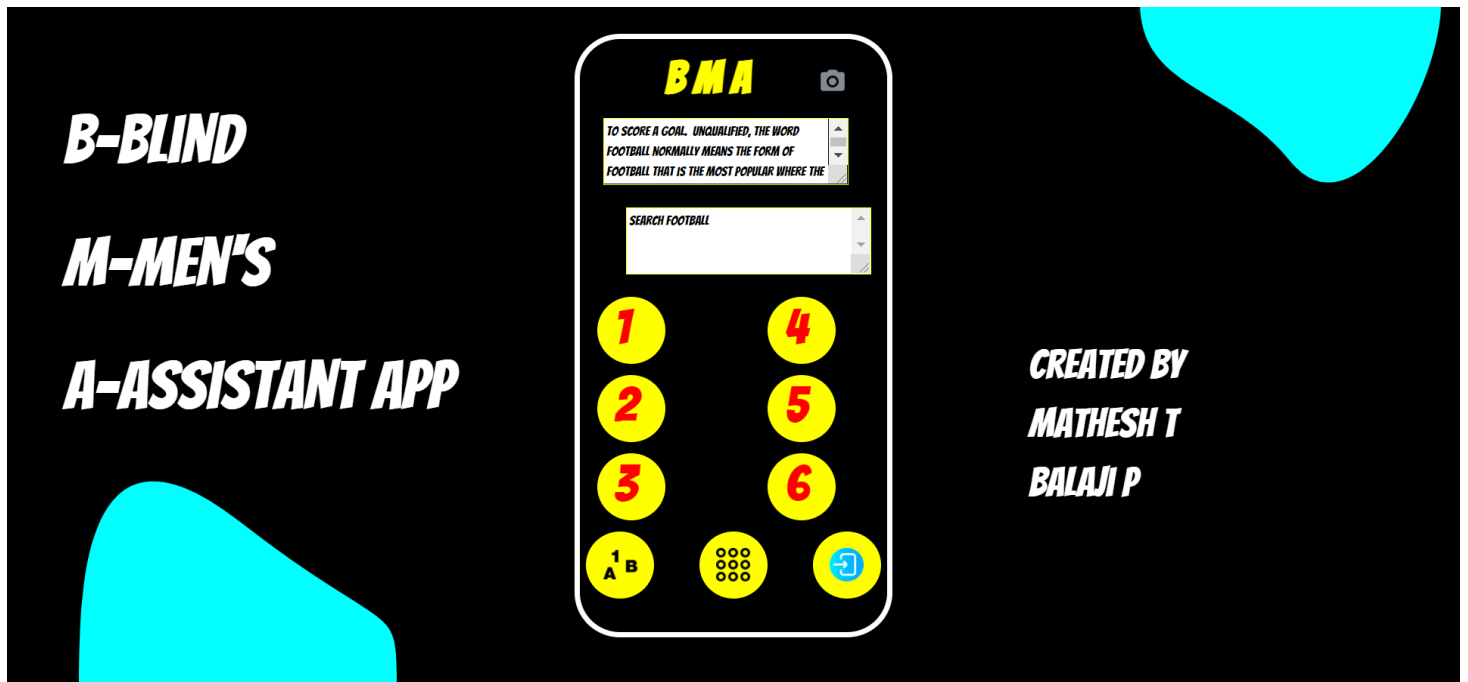 B-BLIND
M-MEN'S
A-ASSISTANT APP
BMA
TO SCORE A GOAL. UNQUALIFIED, THE WORD
FOOTBALL NORMALLY MEANS THE FORM OF
FOOTBALL THAT IS THE MOST POPULAR WHERE THE
SEARCH FOOTBALL
1 4
2 5
3 6
1
A B
CREATED BY
MATHESH T
BALAJI P